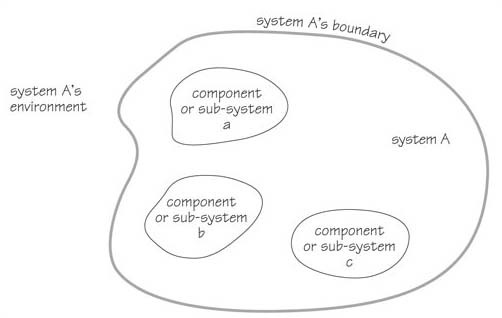 system A's boundary
system A's
environment
component
or sub-system
a
system A
component
or sub-system
b
component
or sub-system
c